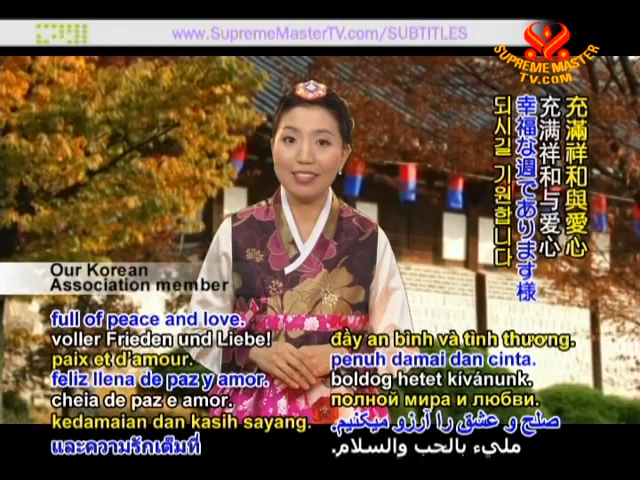 www.SupremeMasterTV.com/SUBTITLES
SUPREME MASTER
TV.COM
充滿祥和與愛心
充满祥和与爱心
幸福な週でありますす様
되시길 기원합니다
Our Korean
Association member
full of peace and love.
voller Frieden und Liebe!
paix et d'amour.
feliz llena de paz y amor.
cheia de paz e amor.
kedamaian dan kasih sayang.
และความรักเต็มที่
đầy an bình và tình thương.
penuh damai dan cinta.
boldog hetet kívánunk.
полной мира и любви.
صلح و عشق را آرزو میکنیم.
مليء بالحب والسلام.